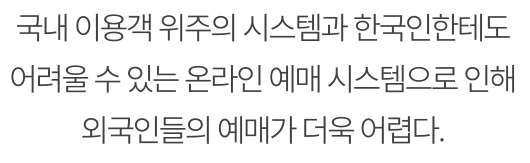 국내 이용객 위주의 시스템과 한국인한테도
어려울 수 있는 온라인 예매 시스템으로 인해
외국인들의 예매가 더욱 어렵다.